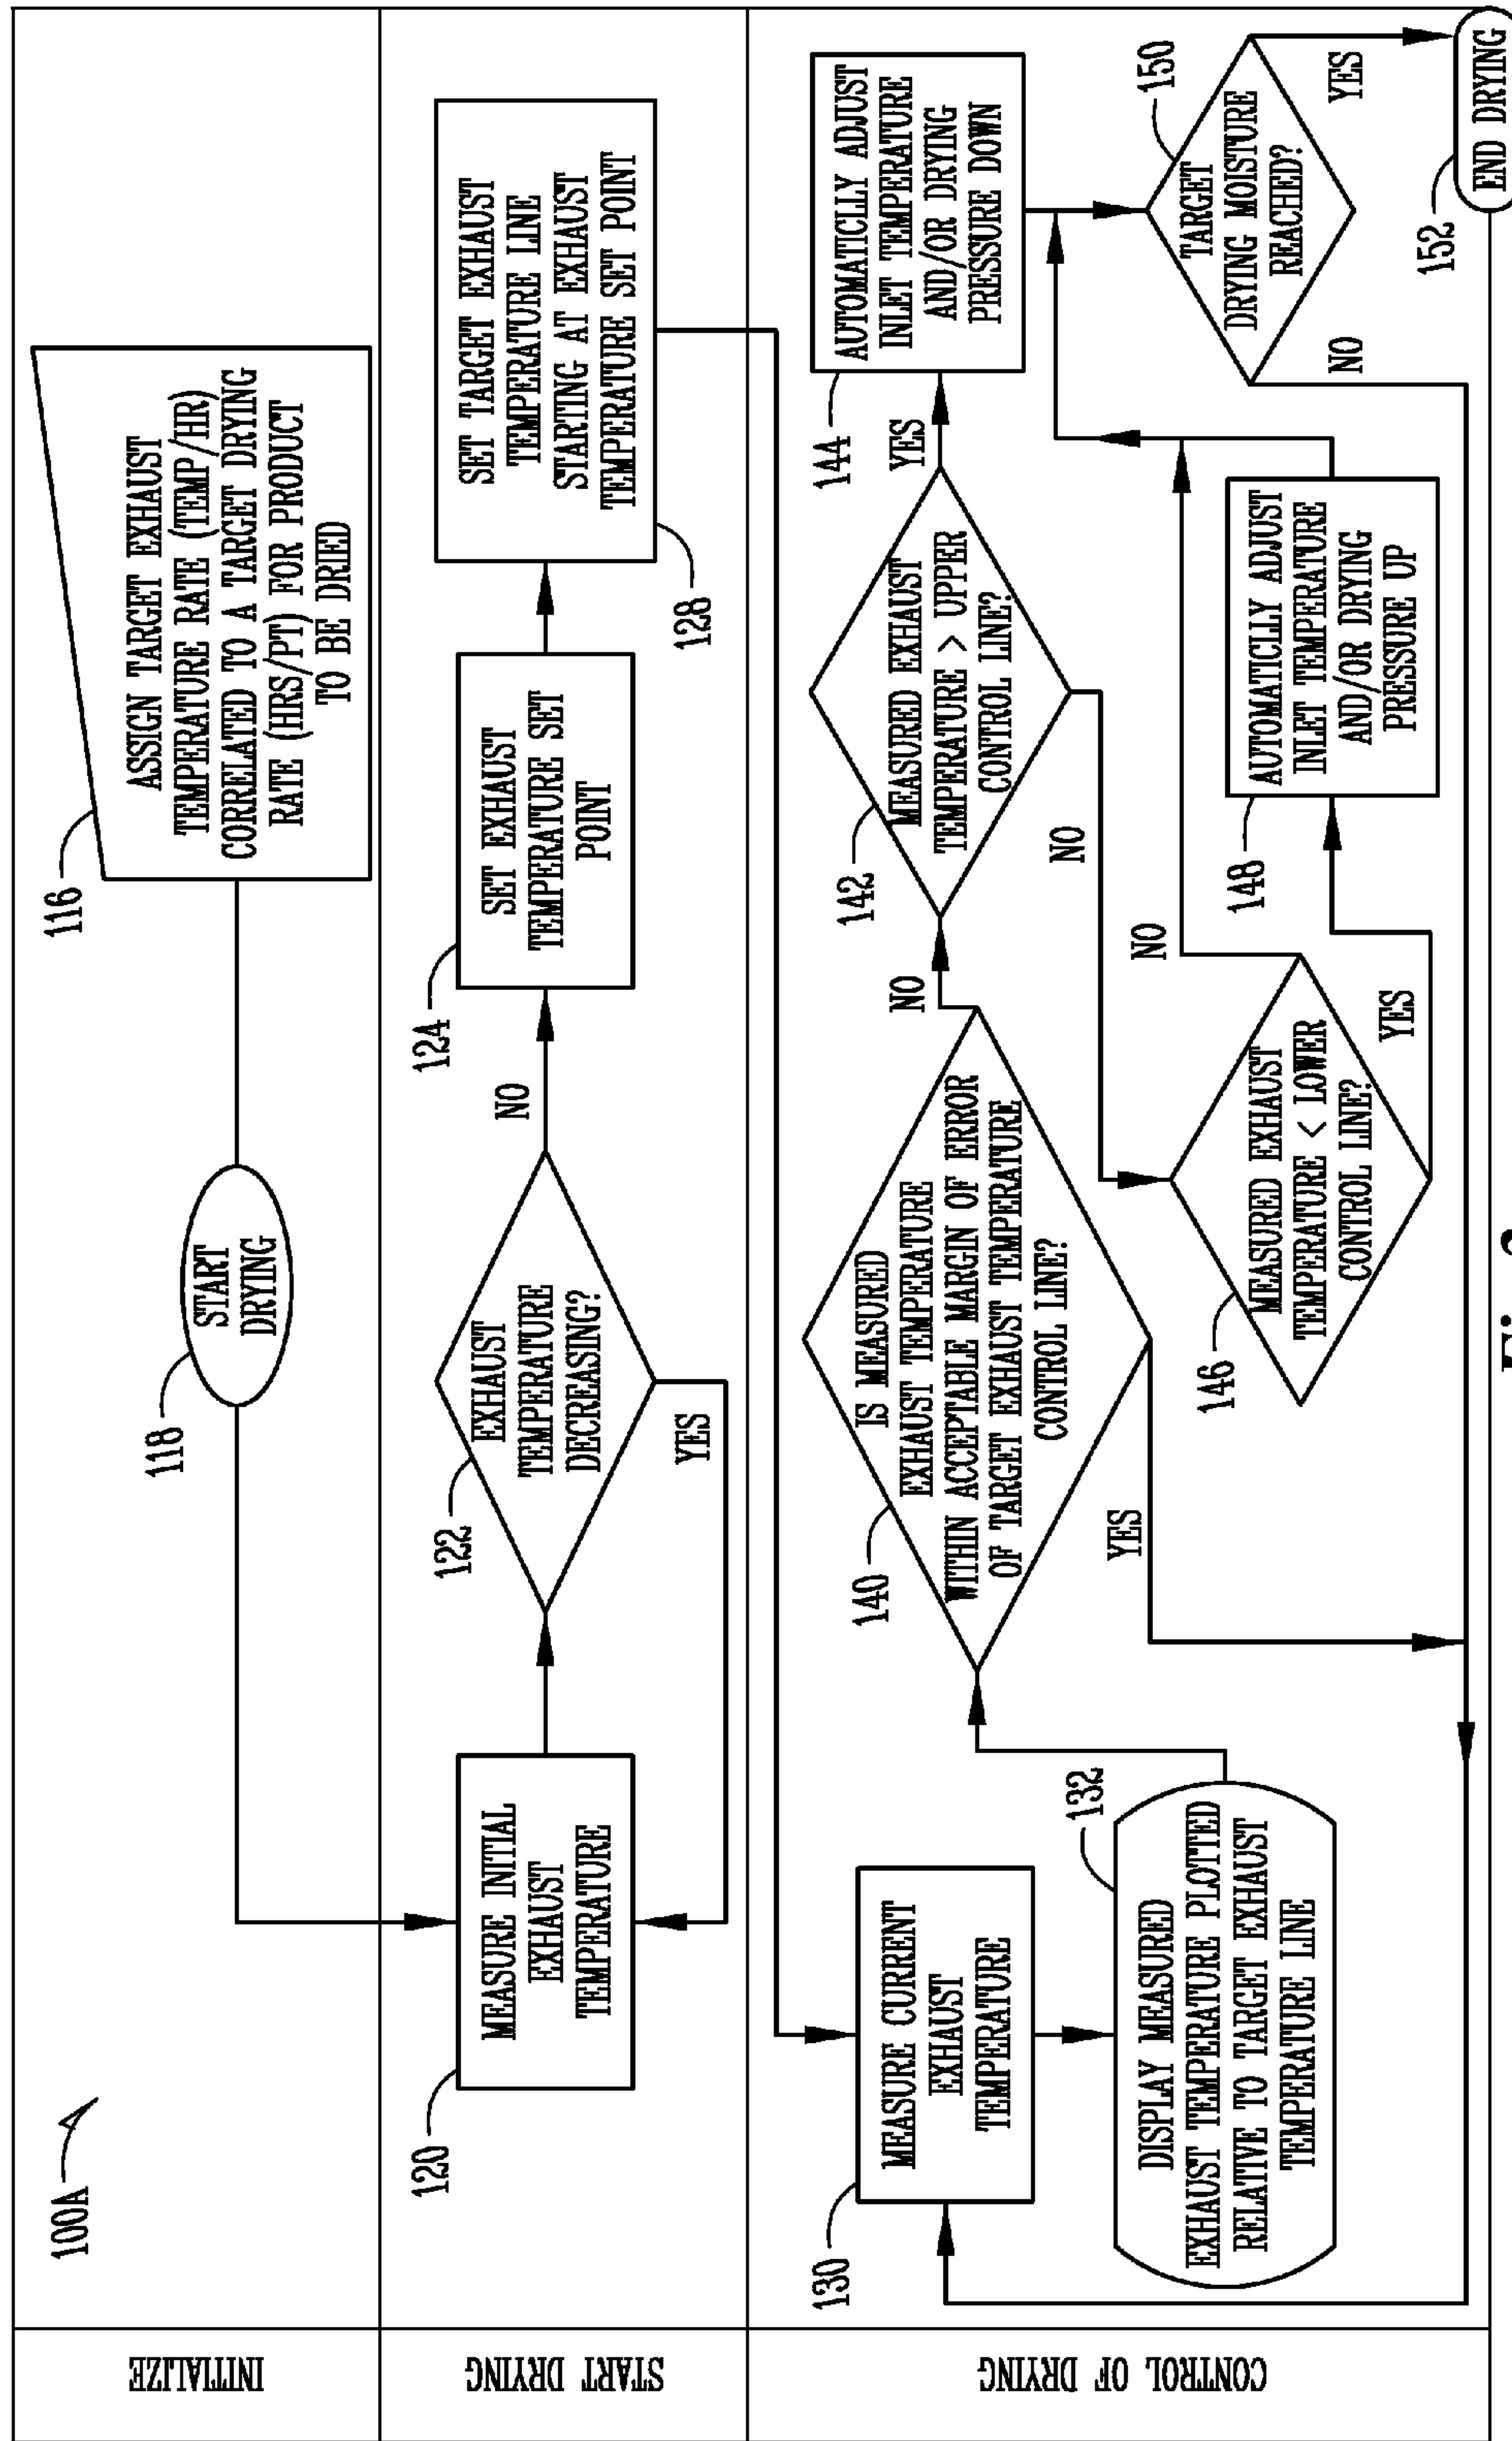 100A
INITIALIZE
118
START
DRYING
116
ASSIGN TARGET EXHAUST
TEMPERATURE RATE (TEMP/HR)
CORRELATED TO A TARGET DRYING
RATE (HRS/PT) FOR PRODUCT
TO BE DRIED
START DRYING
120
MEASURE INITIAL
EXHAUST
TEMPERATURE
122
EXHAUST
TEMPERATURE
DECREASING?
YES
NO
124
SET EXHAUST
TEMPERATURE SET
POINT
128
SET TARGET EXHAUST
TEMPERATURE LINE
STARTING AT EXHAUST
TEMPERATURE SET POINT
CONTROL OF DRYING
130
MEASURE CURRENT
EXHAUST
TEMPERATURE
132
DISPLAY MEASURED
EXHAUST TEMPERATURE PLOTTED
RELATIVE TO TARGET EXHAUST
TEMPERATURE LINE
140
IS MEASURED
EXHAUST TEMPERATURE
WITHIN ACCEPTABLE MARGIN OF ERROR
OF TARGET EXHAUST TEMPERATURE
CONTROL LINE?
YES
NO
142
MEASURED EXHAUST
TEMPERATURE > UPPER
CONTROL LINE?
YES
NO
144
AUTOMATICLLY ADJUST
INLET TEMPERATURE
AND/OR DRYING
PRESSURE DOWN
146
MEASURED EXHAUST
TEMPERATURE < LOWER
CONTROL LINE?
NO
YES
148
AUTOMATICLLY ADJUST
INLET TEMPERATURE
AND/OR DRYING
PRESSURE UP
150
TARGET
DRYING MOISTURE
REACHED?
NO
YES
152
END DRYING